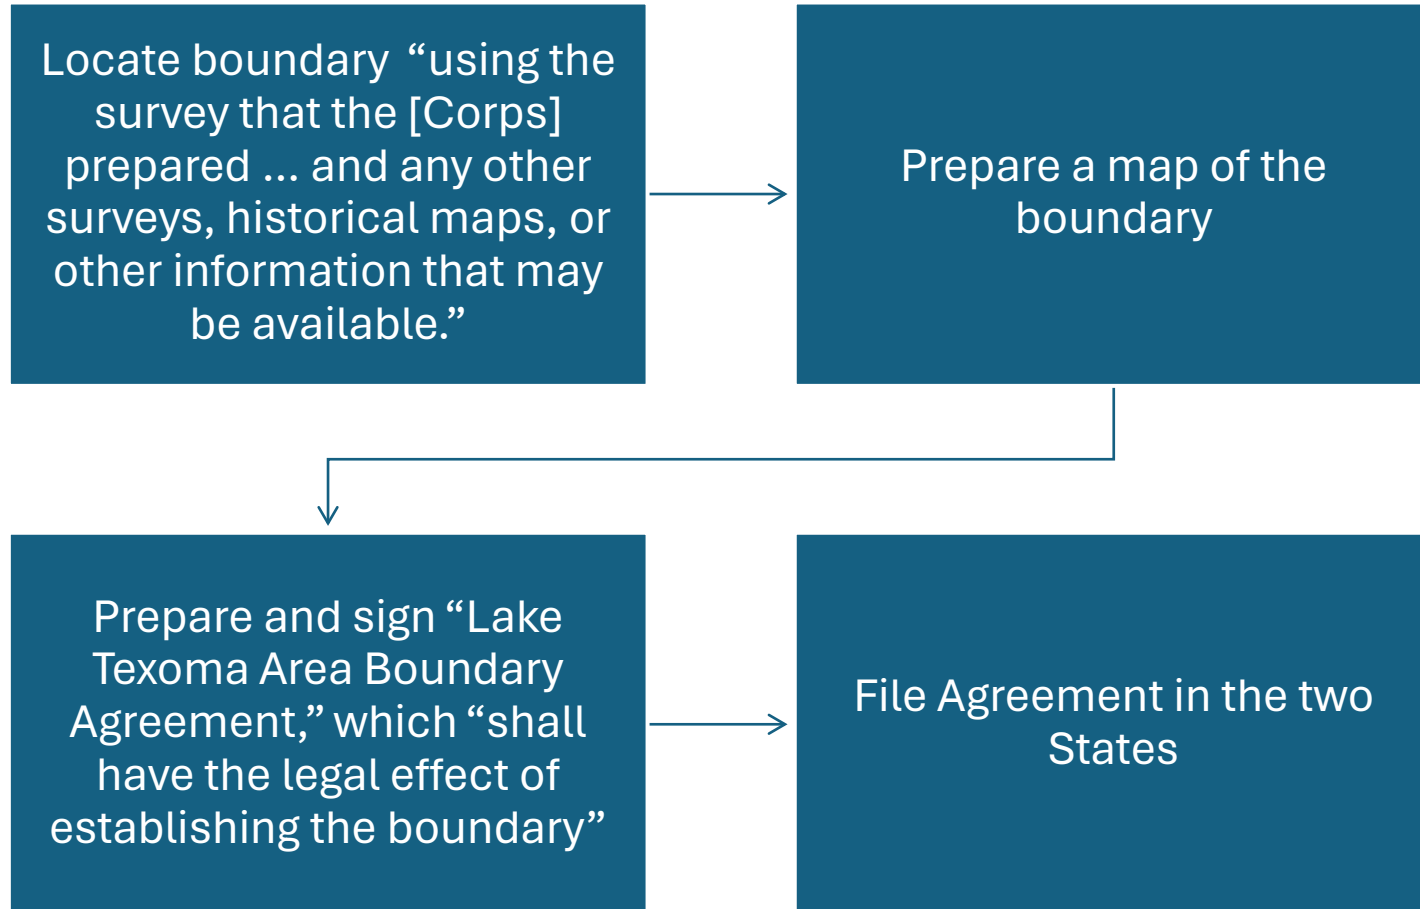 Locate boundary “using the
survey that the [Corps]
prepared ... and any other
surveys, historical maps, or
other information that may
be available.”
Prepare a map of the
boundary
Prepare and sign “Lake
Texoma Area Boundary
Agreement,” which “shall
have the legal effect of
establishing the boundary”
File Agreement in the two
States